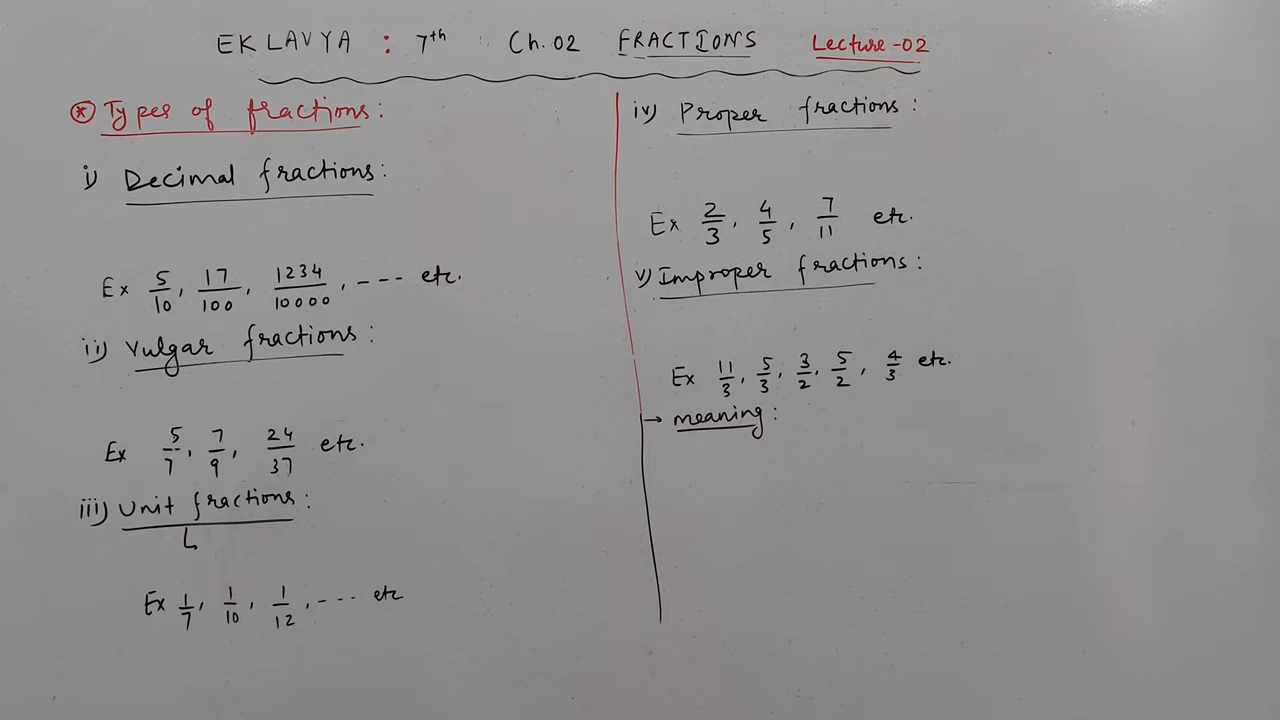 EKLAVYA : 7th : Ch. 02 FRACTIONS Lecture -02
* Types of fractions:
i) Decimal fractions:
Ex 5/10, 17/100, 1234/10000, ---- etc.
ii) Vulgar fractions:
Ex 5/7, 7/9, 24/37 etc.
iii) Unit fractions:
Ex 1/7, 1/10, 1/12, ---- etc
iv) Proper fractions:
Ex 2/3, 4/5, 7/11 etc.
v) Improper fractions:
Ex 11/3, 5/3, 3/2, 5/2, 4/3 etc.
→ meaning: